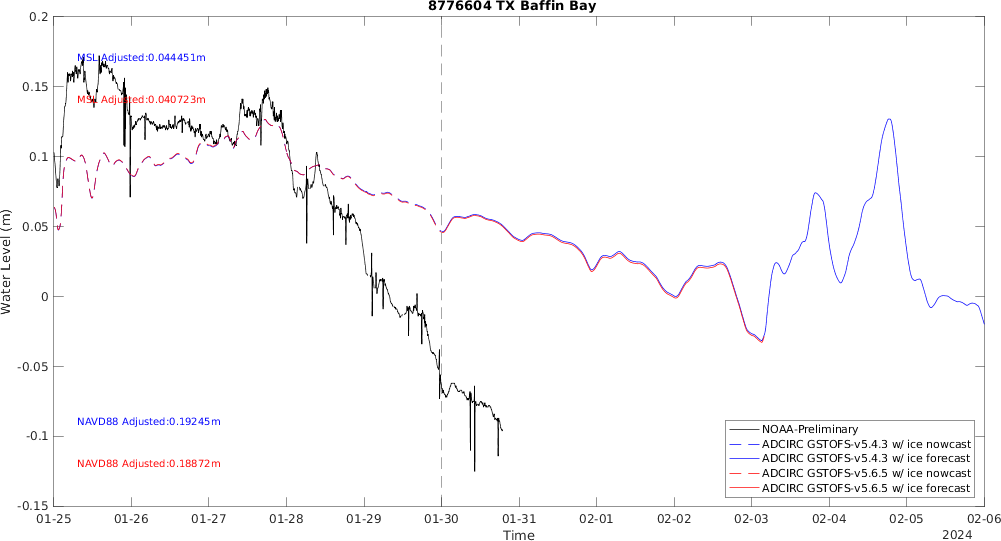 8776604 TX Baffin Bay
0.2
0.15
0.1
0.05
0
-0.05
-0.1
-0.15
Water Level (m)
MSL Adjusted:0.044451m
MSL Adjusted:0.040723m
NAVD88 Adjusted:0.19245m
NAVD88 Adjusted:0.18872m
NOAA-Preliminary
ADCIRC GSTOFS-v5.4.3 w/ ice nowcast
ADCIRC GSTOFS-v5.4.3 w/ ice forecast
ADCIRC GSTOFS-v5.6.5 w/ ice nowcast
ADCIRC GSTOFS-v5.6.5 w/ ice forecast
01-25 01-26 01-27 01-28 01-29 01-30 01-31 02-01 02-02 02-03 02-04 02-05 02-06
Time
2024